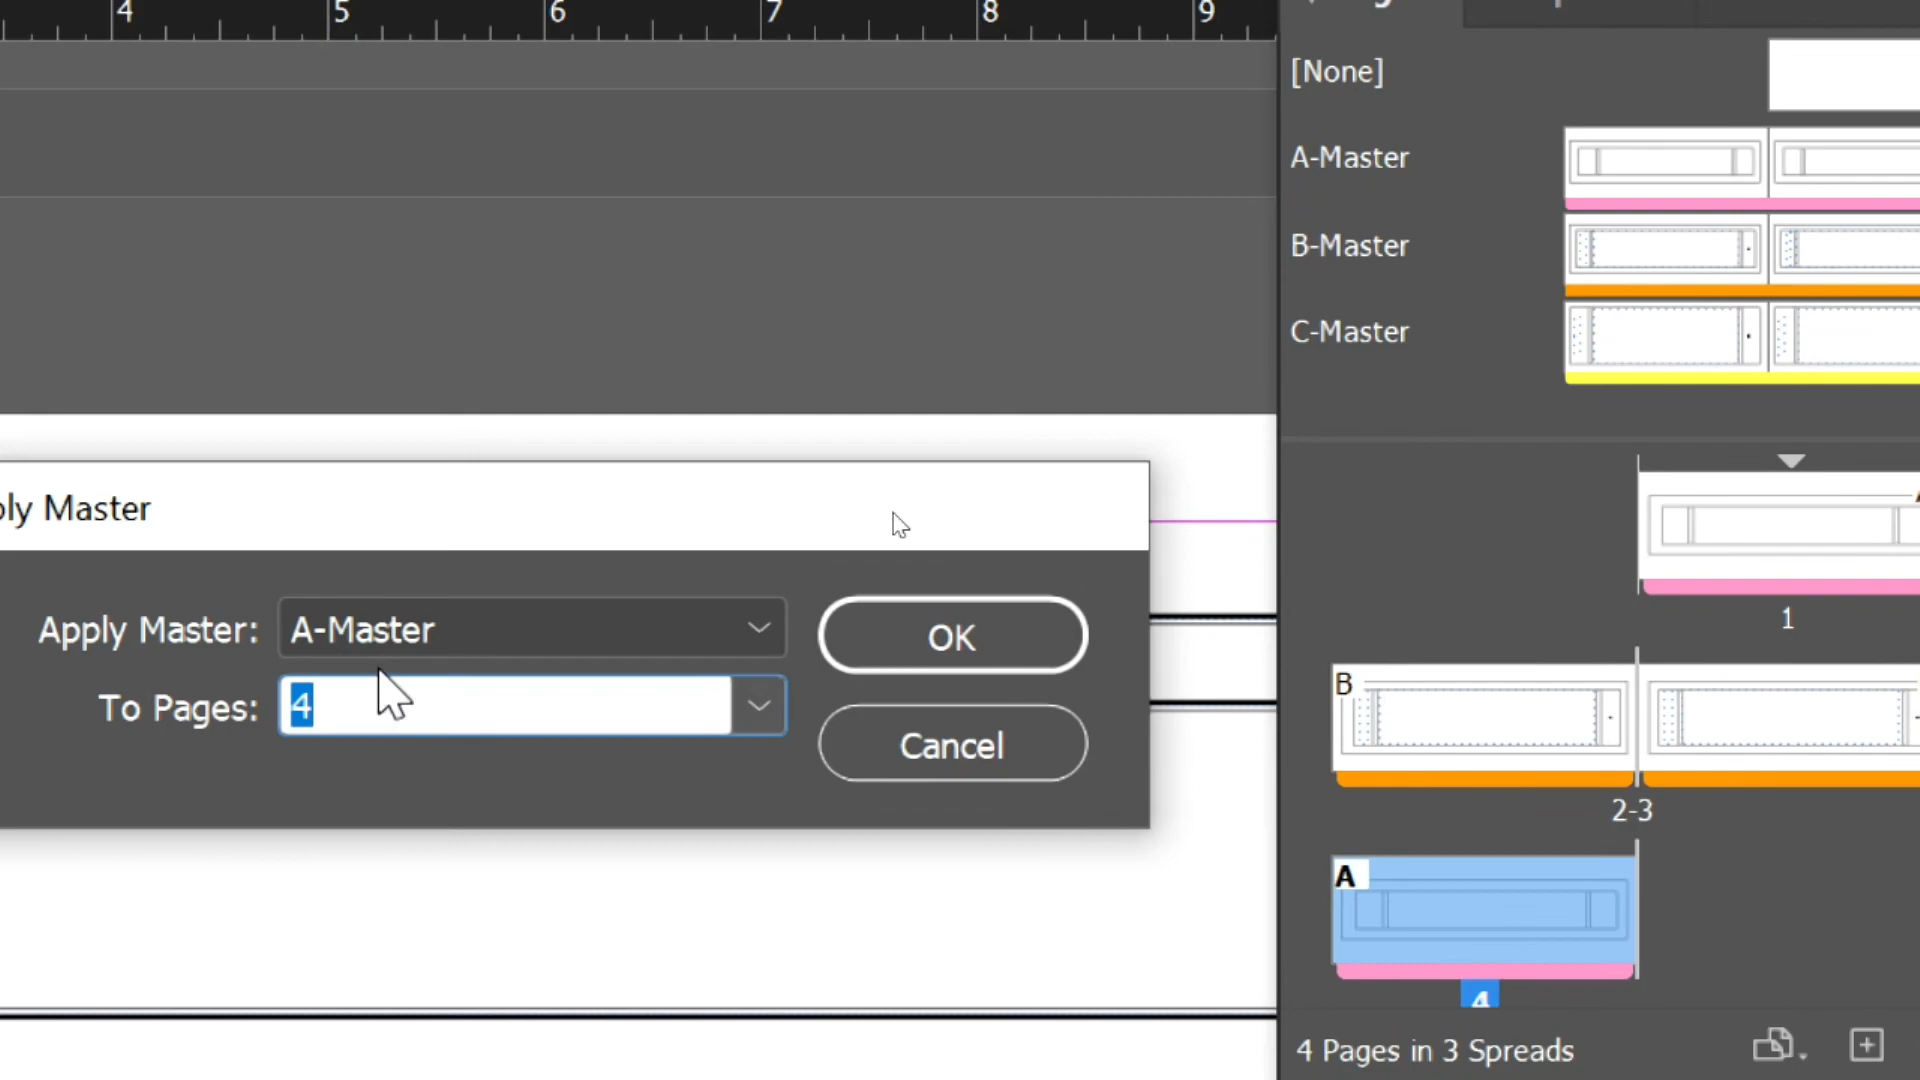 4 5 6 7 8 9
[None]
A-Master
B-Master
C-Master
ply Master
Apply Master: A-Master
OK
To Pages: 4
Cancel
1
B
2-3
A
4
4 Pages in 3 Spreads